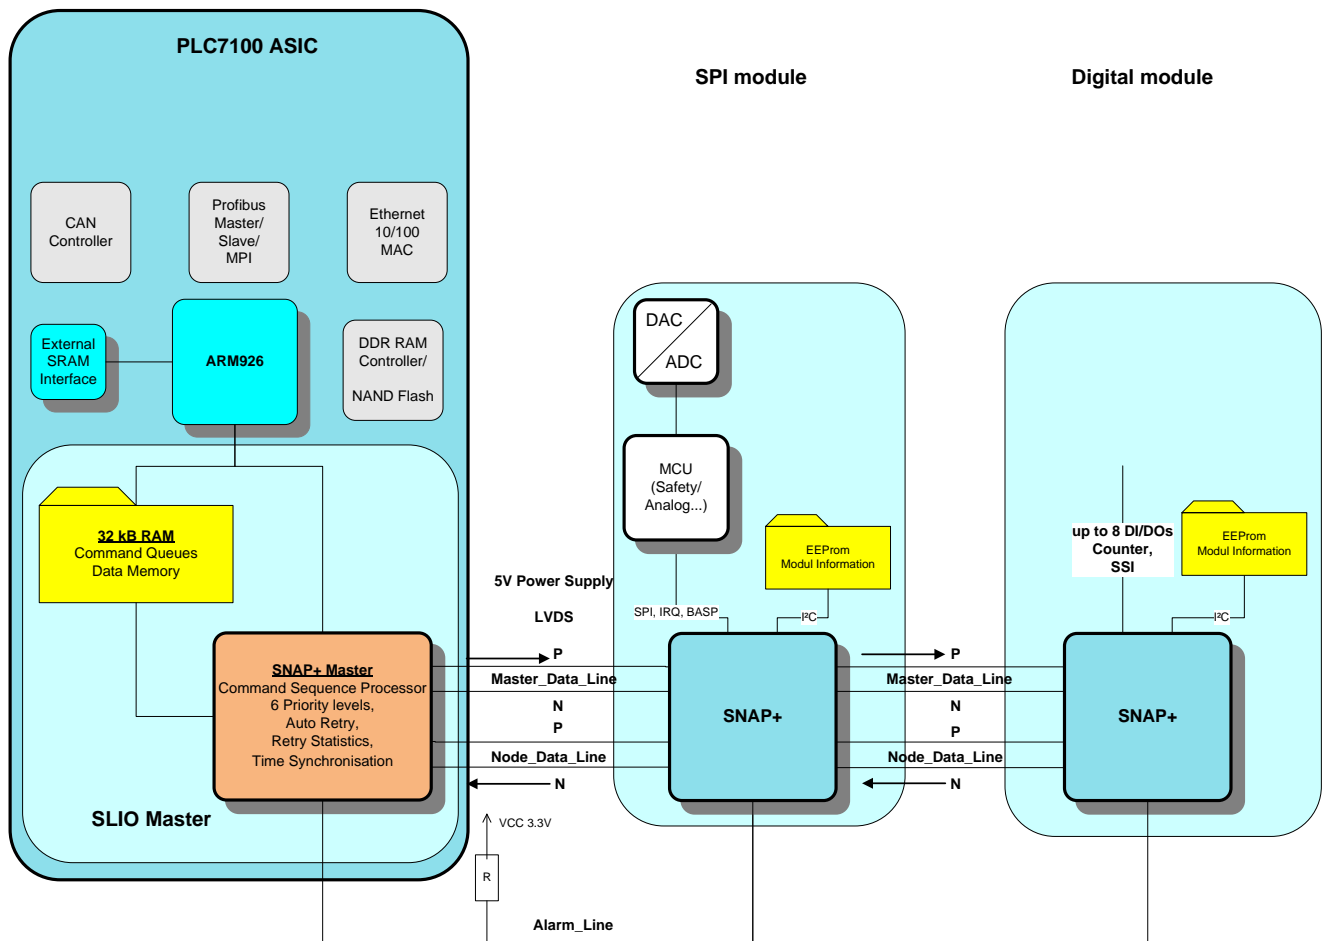 PLC7100 ASIC
SPI module
Digital module
CAN
Controller
Profibus
Master/
Slave/
MPI
Ethernet
10/100
MAC
External
SRAM
Interface
ARM926
DDR RAM
Controller/
NAND Flash
DAC
ADC
MCU
(Safety/
Analog...)
32 kB RAM
Command Queues
Data Memory
EEProm
Modul Information
up to 8 DI/DOs
Counter,
SSI
EEProm
Modul Information
5V Power Supply
LVDS
SPI, IRQ, BASP
I²C
I²C
SNAP+ Master
Command Sequence Processor
6 Priority levels,
Auto Retry,
Retry Statistics,
Time Synchronisation
P
Master_Data_Line
N
P
Node_Data_Line
N
SNAP+
P
Master_Data_Line
N
P
Node_Data_Line
N
SNAP+
SLIO Master
VCC 3.3V
R
Alarm_Line